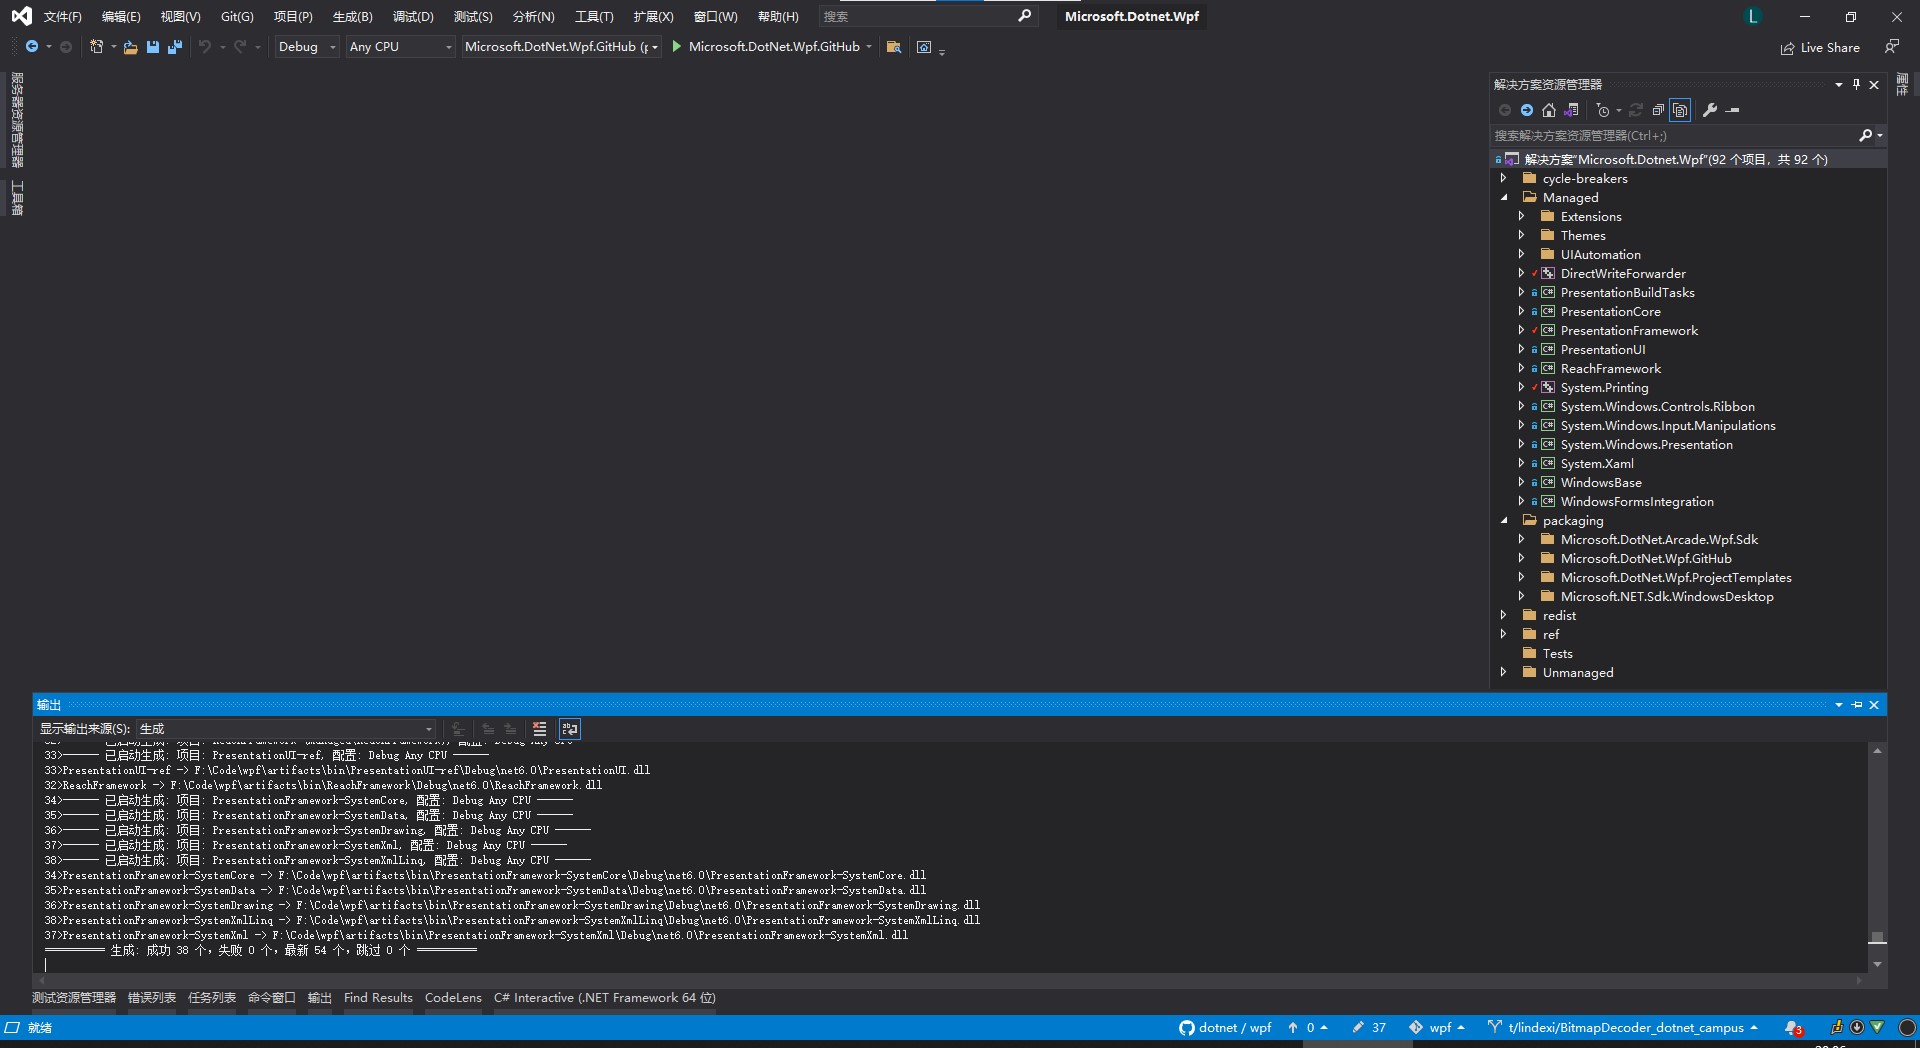 文件(F) 编辑(E) 视图(V) Git(G) 项目(P) 生成(B) 调试(D) 测试(S) 分析(N) 工具(T) 扩展(X) 窗口(W) 帮助(H) 搜索 Microsoft.Dotnet.Wpf L
Debug Any CPU Microsoft.DotNet.Wpf.GitHub (p Microsoft.DotNet.Wpf.GitHub Live Share
服务器资源管理器
工具箱
属性
解决方案资源管理器
搜索解决方案资源管理器(Ctrl+;)
解决方案"Microsoft.Dotnet.Wpf"(92 个项目，共 92 个)
cycle-breakers
Managed
Extensions
Themes
UIAutomation
DirectWriteForwarder
PresentationBuildTasks
PresentationCore
PresentationFramework
PresentationUI
ReachFramework
System.Printing
System.Windows.Controls.Ribbon
System.Windows.Input.Manipulations
System.Windows.Presentation
System.Xaml
WindowsBase
WindowsFormsIntegration
packaging
Microsoft.DotNet.Arcade.Wpf.Sdk
Microsoft.DotNet.Wpf.GitHub
Microsoft.DotNet.Wpf.ProjectTemplates
Microsoft.NET.Sdk.WindowsDesktop
redist
ref
Tests
Unmanaged
输出
显示输出来源(S): 生成
33>------ 已启动生成: 项目: PresentationUI-ref, 配置: Debug Any CPU ------
33>PresentationUI-ref -> F:\Code\wpf\artifacts\bin\PresentationUI-ref\Debug\net6.0\PresentationUI.dll
32>ReachFramework -> F:\Code\wpf\artifacts\bin\ReachFramework\Debug\net6.0\ReachFramework.dll
34>------ 已启动生成: 项目: PresentationFramework-SystemCore, 配置: Debug Any CPU ------
35>------ 已启动生成: 项目: PresentationFramework-SystemData, 配置: Debug Any CPU ------
36>------ 已启动生成: 项目: PresentationFramework-SystemDrawing, 配置: Debug Any CPU ------
37>------ 已启动生成: 项目: PresentationFramework-SystemXml, 配置: Debug Any CPU ------
38>------ 已启动生成: 项目: PresentationFramework-SystemXmlLinq, 配置: Debug Any CPU ------
34>PresentationFramework-SystemCore -> F:\Code\wpf\artifacts\bin\PresentationFramework-SystemCore\Debug\net6.0\PresentationFramework-SystemCore.dll
35>PresentationFramework-SystemData -> F:\Code\wpf\artifacts\bin\PresentationFramework-SystemData\Debug\net6.0\PresentationFramework-SystemData.dll
36>PresentationFramework-SystemDrawing -> F:\Code\wpf\artifacts\bin\PresentationFramework-SystemDrawing\Debug\net6.0\PresentationFramework-SystemDrawing.dll
38>PresentationFramework-SystemXmlLinq -> F:\Code\wpf\artifacts\bin\PresentationFramework-SystemXmlLinq\Debug\net6.0\PresentationFramework-SystemXmlLinq.dll
37>PresentationFramework-SystemXml -> F:\Code\wpf\artifacts\bin\PresentationFramework-SystemXml\Debug\net6.0\PresentationFramework-SystemXml.dll
========== 生成: 成功 38 个，失败 0 个，最新 54 个，跳过 0 个 ==========
测试资源管理器 错误列表 任务列表 命令窗口 输出 Find Results CodeLens C# Interactive (.NET Framework 64 位)
就绪 dotnet / wpf 0 37 wpf t/lindexi/BitmapDecoder_dotnet_campus 3